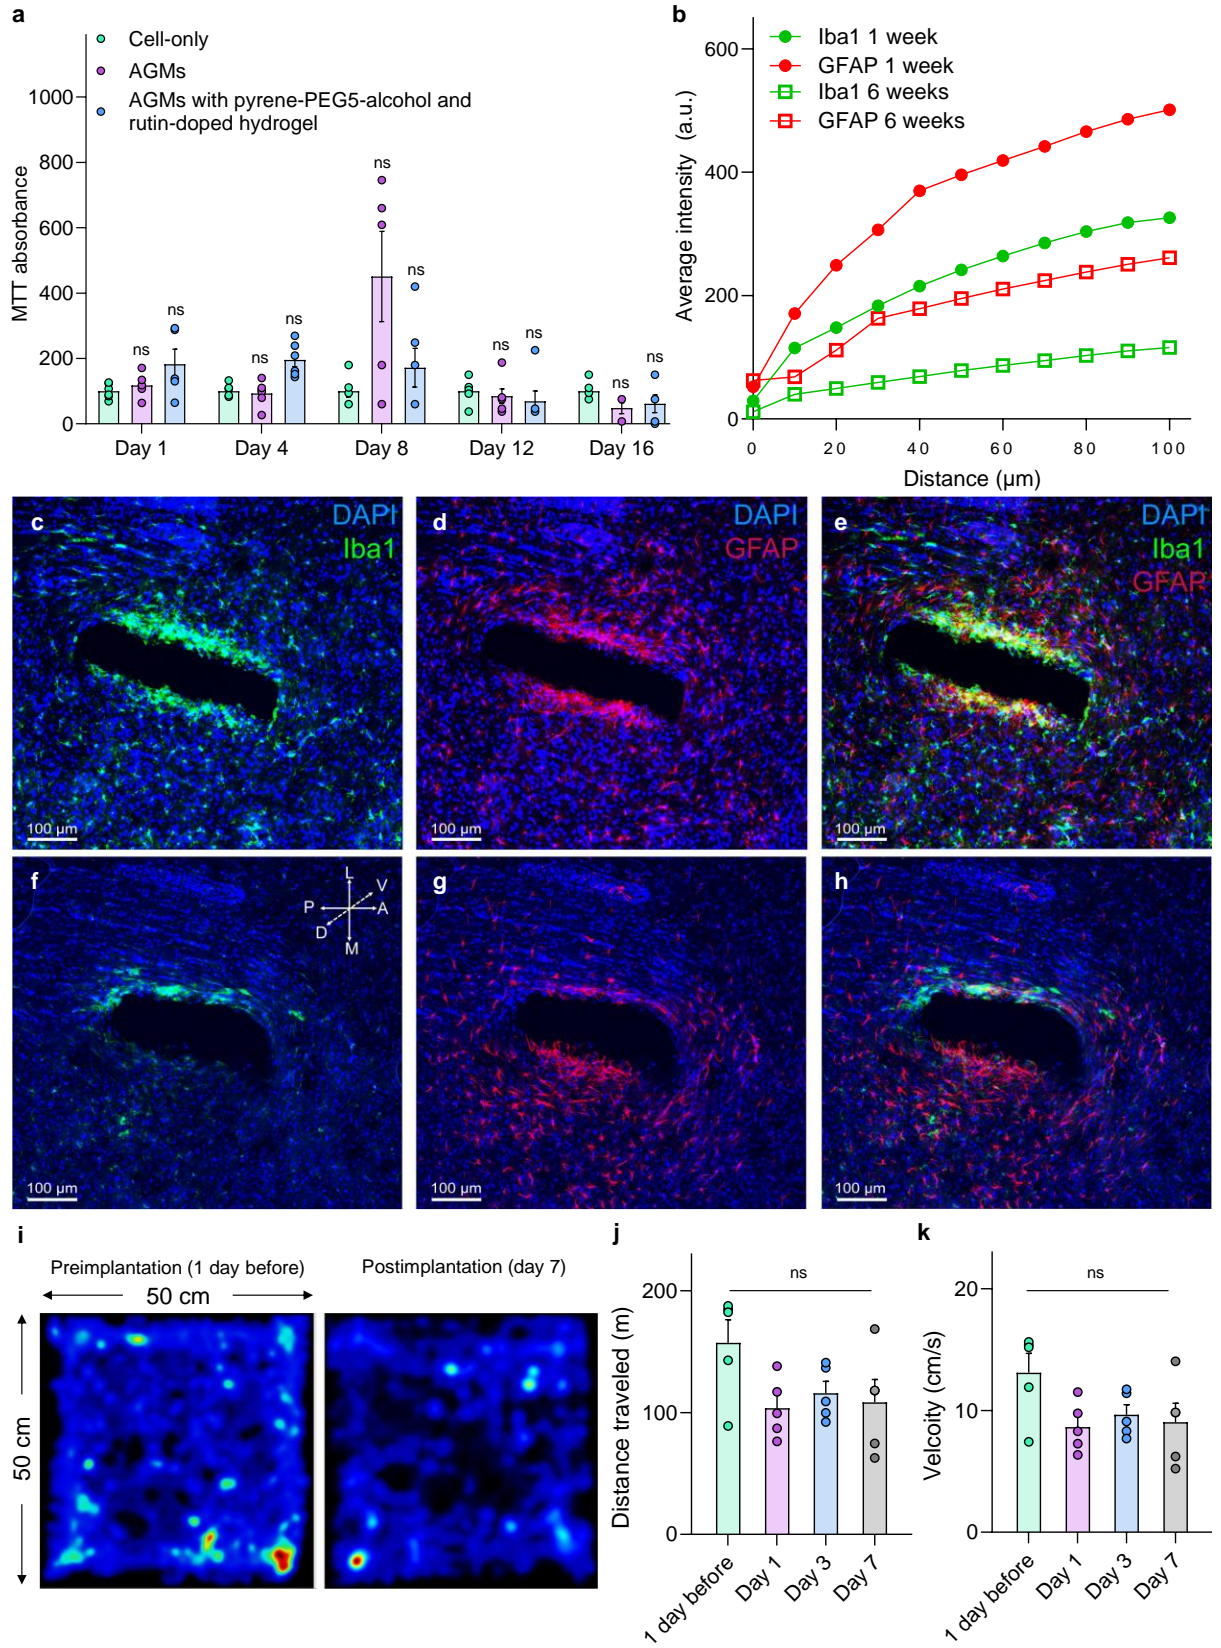 a
Cell-only
AGMs
AGMs with pyrene-PEG5-alcohol and
rutin-doped hydrogel
MTT absorbance
1000
800
600
400
200
0
ns
ns
ns
ns
ns
ns
ns
ns
ns
ns
Day 1
Day 4
Day 8
Day 12
Day 16
b
Iba1 1 week
GFAP 1 week
Iba1 6 weeks
GFAP 6 weeks
Average intensity (a.u.)
600
400
200
0
0
20
40
60
80
100
Distance (µm)
c
DAPI
Iba1
100 µm
d
DAPI
GFAP
100 µm
e
DAPI
Iba1
GFAP
100 µm
f
L
V
P
A
D
M
100 µm
g
100 µm
h
100 µm
i
Preimplantation (1 day before)
Postimplantation (day 7)
50 cm
50 cm
j
Distance traveled (m)
200
100
0
ns
1 day before
Day 1
Day 3
Day 7
k
Velcoity (cm/s)
20
10
0
ns
1 day before
Day 1
Day 3
Day 7